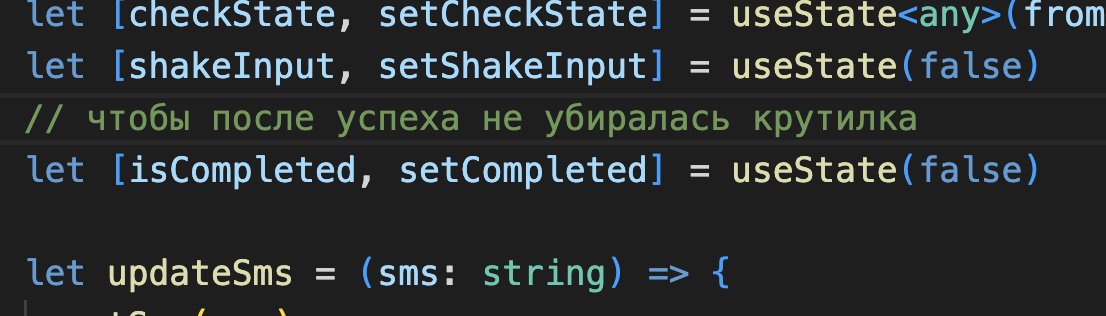 let [checkState, setCheckState] = useState<any>(from
let [shakeInput, setShakeInput] = useState(false)
// чтобы после успеха не убиралась крутилка
let [isCompleted, setCompleted] = useState(false)
let updateSms = (sms: string) => {